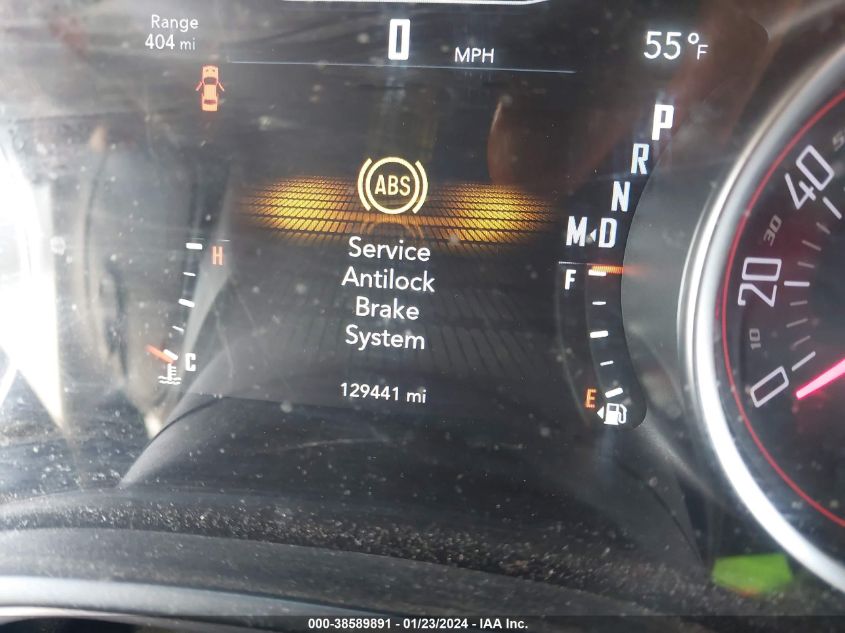 Range
404 mi
0 MPH
55°F
P
R
N
M D
ABS
Service
Antilock
Brake
System
129441 mi
H
C
F
E
40
30
20
10
0
000-38589891 - 01/23/2024 - IAA Inc.